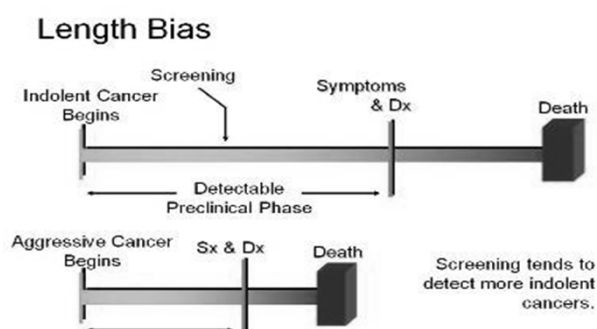 Length Bias
Screening
Indolent Cancer
Begins
Symptoms
& Dx
Death
Detectable
Preclinical Phase
Aggressive Cancer
Begins
Sx & Dx
Death
Screening tends to
detect more indolent
cancers.